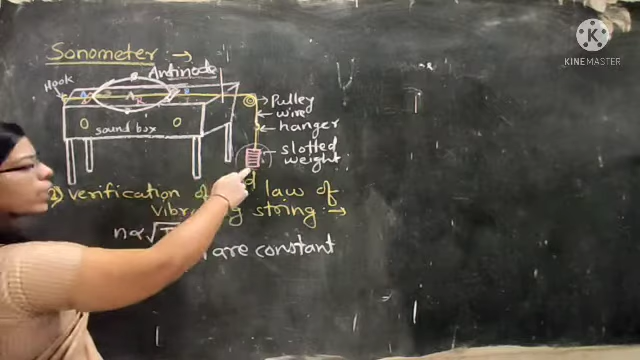 Sonometer →
Antinode
Hook
A
Pulley
wire
hanger
sound box
slotted
weight
verification of law of
vibrating string :→
n∝√T
are constant
KINEMASTER